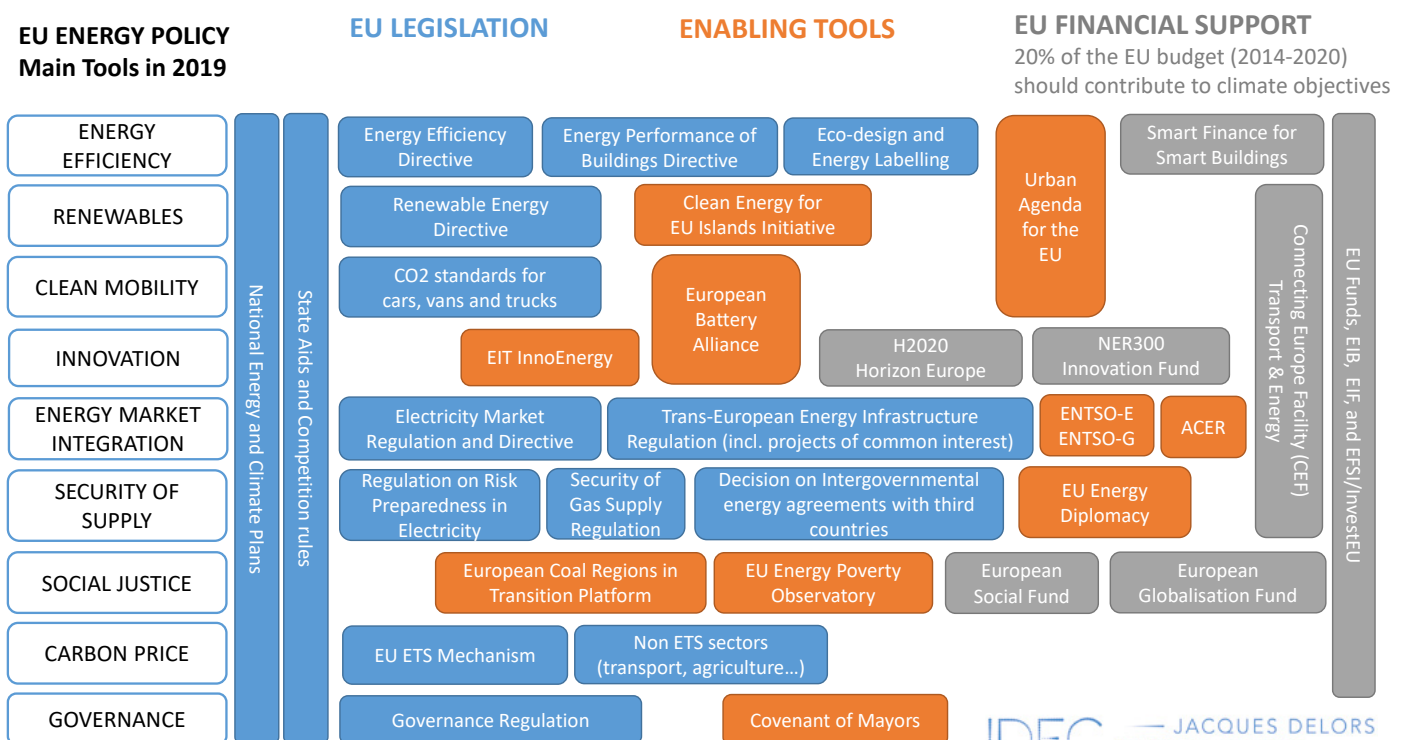 EU ENERGY POLICY
Main Tools in 2019
EU LEGISLATION
ENABLING TOOLS
EU FINANCIAL SUPPORT
20% of the EU budget (2014-2020)
should contribute to climate objectives
ENERGY
EFFICIENCY
RENEWABLES
CLEAN MOBILITY
INNOVATION
ENERGY MARKET
INTEGRATION
SECURITY OF
SUPPLY
SOCIAL JUSTICE
CARBON PRICE
GOVERNANCE
National Energy and Climate Plans
State Aids and Competition rules
Energy Efficiency
Directive
Energy Performance of
Buildings Directive
Eco-design and
Energy Labelling
Urban
Agenda
for the
EU
Smart Finance for
Smart Buildings
Renewable Energy
Directive
Clean Energy for
EU Islands Initiative
CO2 standards for
cars, vans and trucks
European
Battery
Alliance
EIT InnoEnergy
H2020
Horizon Europe
NER300
Innovation Fund
Electricity Market
Regulation and Directive
Trans-European Energy Infrastructure
Regulation (incl. projects of common interest)
ENTSO-E
ENTSO-G
ACER
Regulation on Risk
Preparedness in
Electricity
Security of
Gas Supply
Regulation
Decision on Intergovernmental
energy agreements with third
countries
EU Energy
Diplomacy
Connecting Europe Facility (CEF)
Transport & Energy
EU Funds, EIB, EIF, and EFSI/InvestEU
European Coal Regions in
Transition Platform
EU Energy Poverty
Observatory
European
Social Fund
European
Globalisation Fund
EU ETS Mechanism
Non ETS sectors
(transport, agriculture…)
Governance Regulation
Covenant of Mayors
JACQUES DELORS